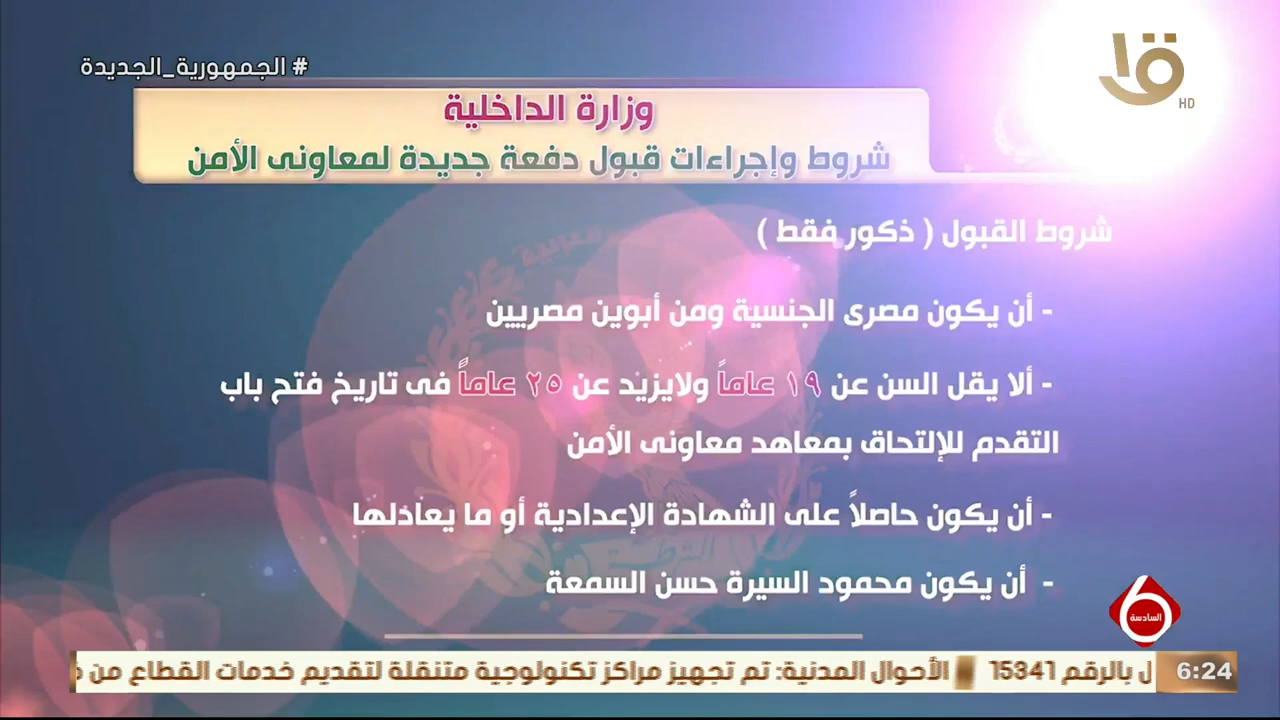 # الجمهورية_الجديدة
HD
وزارة الداخلية
شروط وإجراءات قبول دفعة جديدة لمعاونى الأمن
شروط القبول ( ذكور فقط )
- أن يكون مصرى الجنسية ومن أبوين مصريين
- ألا يقل السن عن ١٩ عاماً ولايزيد عن ٢٥ عاماً فى تاريخ فتح باب
التقدم للإلتحاق بمعاهد معاونى الأمن
- أن يكون حاصلاً على الشهادة الإعدادية أو ما يعادلها
- أن يكون محمود السيرة حسن السمعة
السادسة
6:24 ل بالرقم 15341 الأحوال المدنية: تم تجهيز مراكز تكنولوجية متنقلة لتقديم خدمات القطاع من